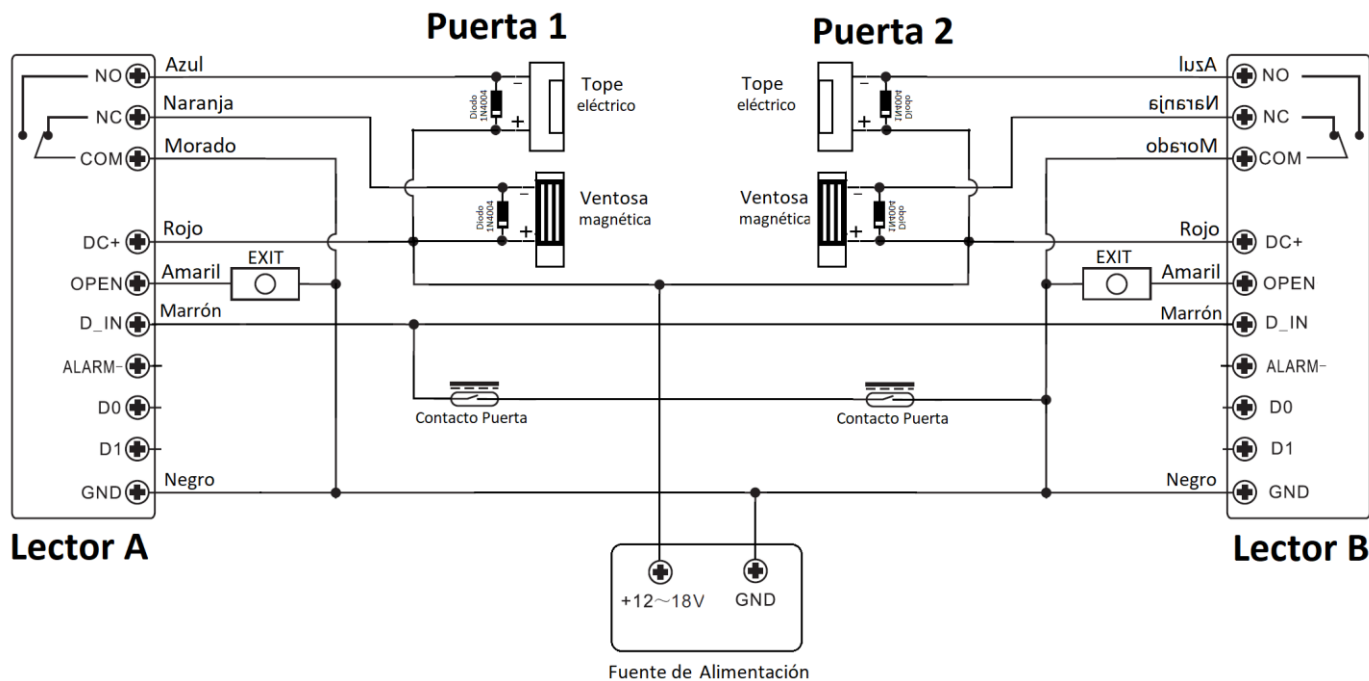 Puerta 1
Puerta 2
NO
Azul
NC
Naranja
COM
Morado
DC+
Rojo
OPEN
Amaril
EXIT
D_IN
Marrón
ALARM-
D0
D1
GND
Negro
Lector A
Diodo
1N4004
Tope
eléctrico
Diodo
1N4004
Ventosa
magnética
Contacto Puerta
Tope
eléctrico
Diodo
1N4004
Ventosa
magnética
Diodo
1N4004
Contacto Puerta
Azul
NO
Naranja
NC
Morado
COM
Rojo
DC+
EXIT
Amaril
OPEN
Marrón
D_IN
ALARM-
D0
D1
Negro
GND
Lector B
+12~18V
GND
Fuente de Alimentación